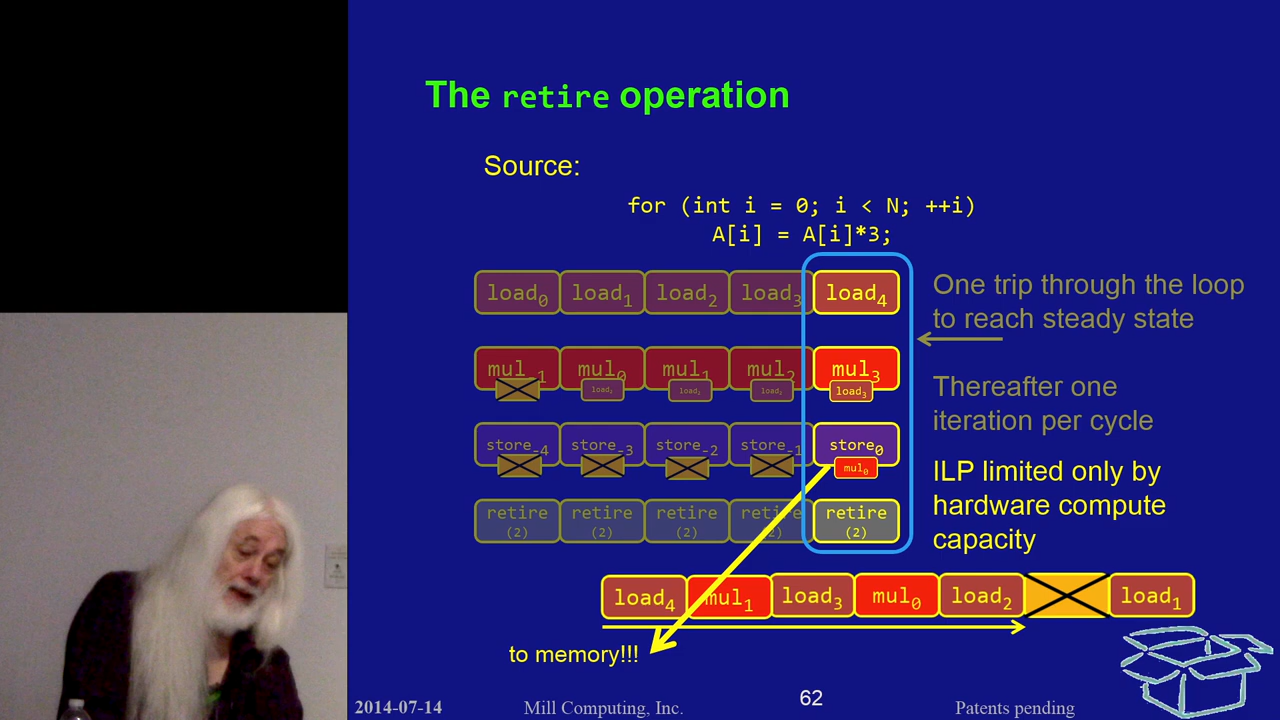 The retire operation
Source:
for (int i = 0; i < N; ++i)
A[i] = A[i]*3;
load0 load1 load2 load3 load4
One trip through the loop
to reach steady state
mul-1 mul0 mul1 mul2 mul3
load3
Thereafter one
iteration per cycle
store-4 store-3 store-2 store-1 store0
mul0
ILP limited only by
hardware compute
capacity
retire retire retire retire retire
(2) (2) (2) (2) (2)
load4 mul1 load3 mul0 load2 load1
to memory!!!
2014-07-14 Mill Computing, Inc. 62 Patents pending